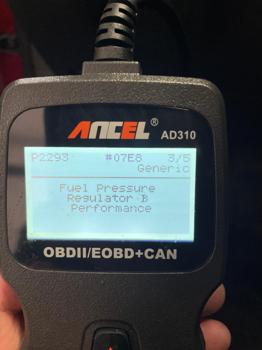 ANCEL® AD310
P2293 #07E8 3/5
Generic
Fuel Pressure
Regulator B
Performance
OBDII/EOBD+CAN